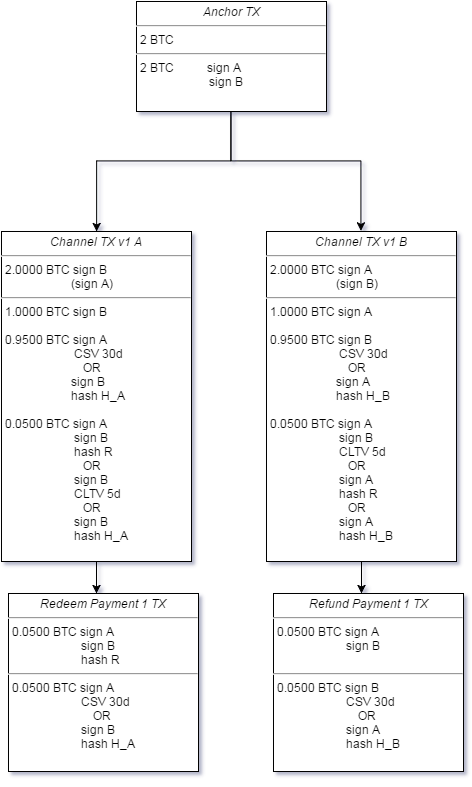 Anchor TX
2 BTC
2 BTC sign A
sign B
Channel TX v1 A
2.0000 BTC sign B
(sign A)
1.0000 BTC sign B
0.9500 BTC sign A
CSV 30d
OR
sign B
hash H_A
0.0500 BTC sign A
sign B
hash R
OR
sign B
CLTV 5d
OR
sign B
hash H_A
Channel TX v1 B
2.0000 BTC sign A
(sign B)
1.0000 BTC sign A
0.9500 BTC sign B
CSV 30d
OR
sign A
hash H_B
0.0500 BTC sign A
sign B
CLTV 5d
OR
sign A
hash R
OR
sign A
hash H_B
Redeem Payment 1 TX
0.0500 BTC sign A
sign B
hash R
0.0500 BTC sign A
CSV 30d
OR
sign B
hash H_A
Refund Payment 1 TX
0.0500 BTC sign A
sign B
0.0500 BTC sign B
CSV 30d
OR
sign A
hash H_B